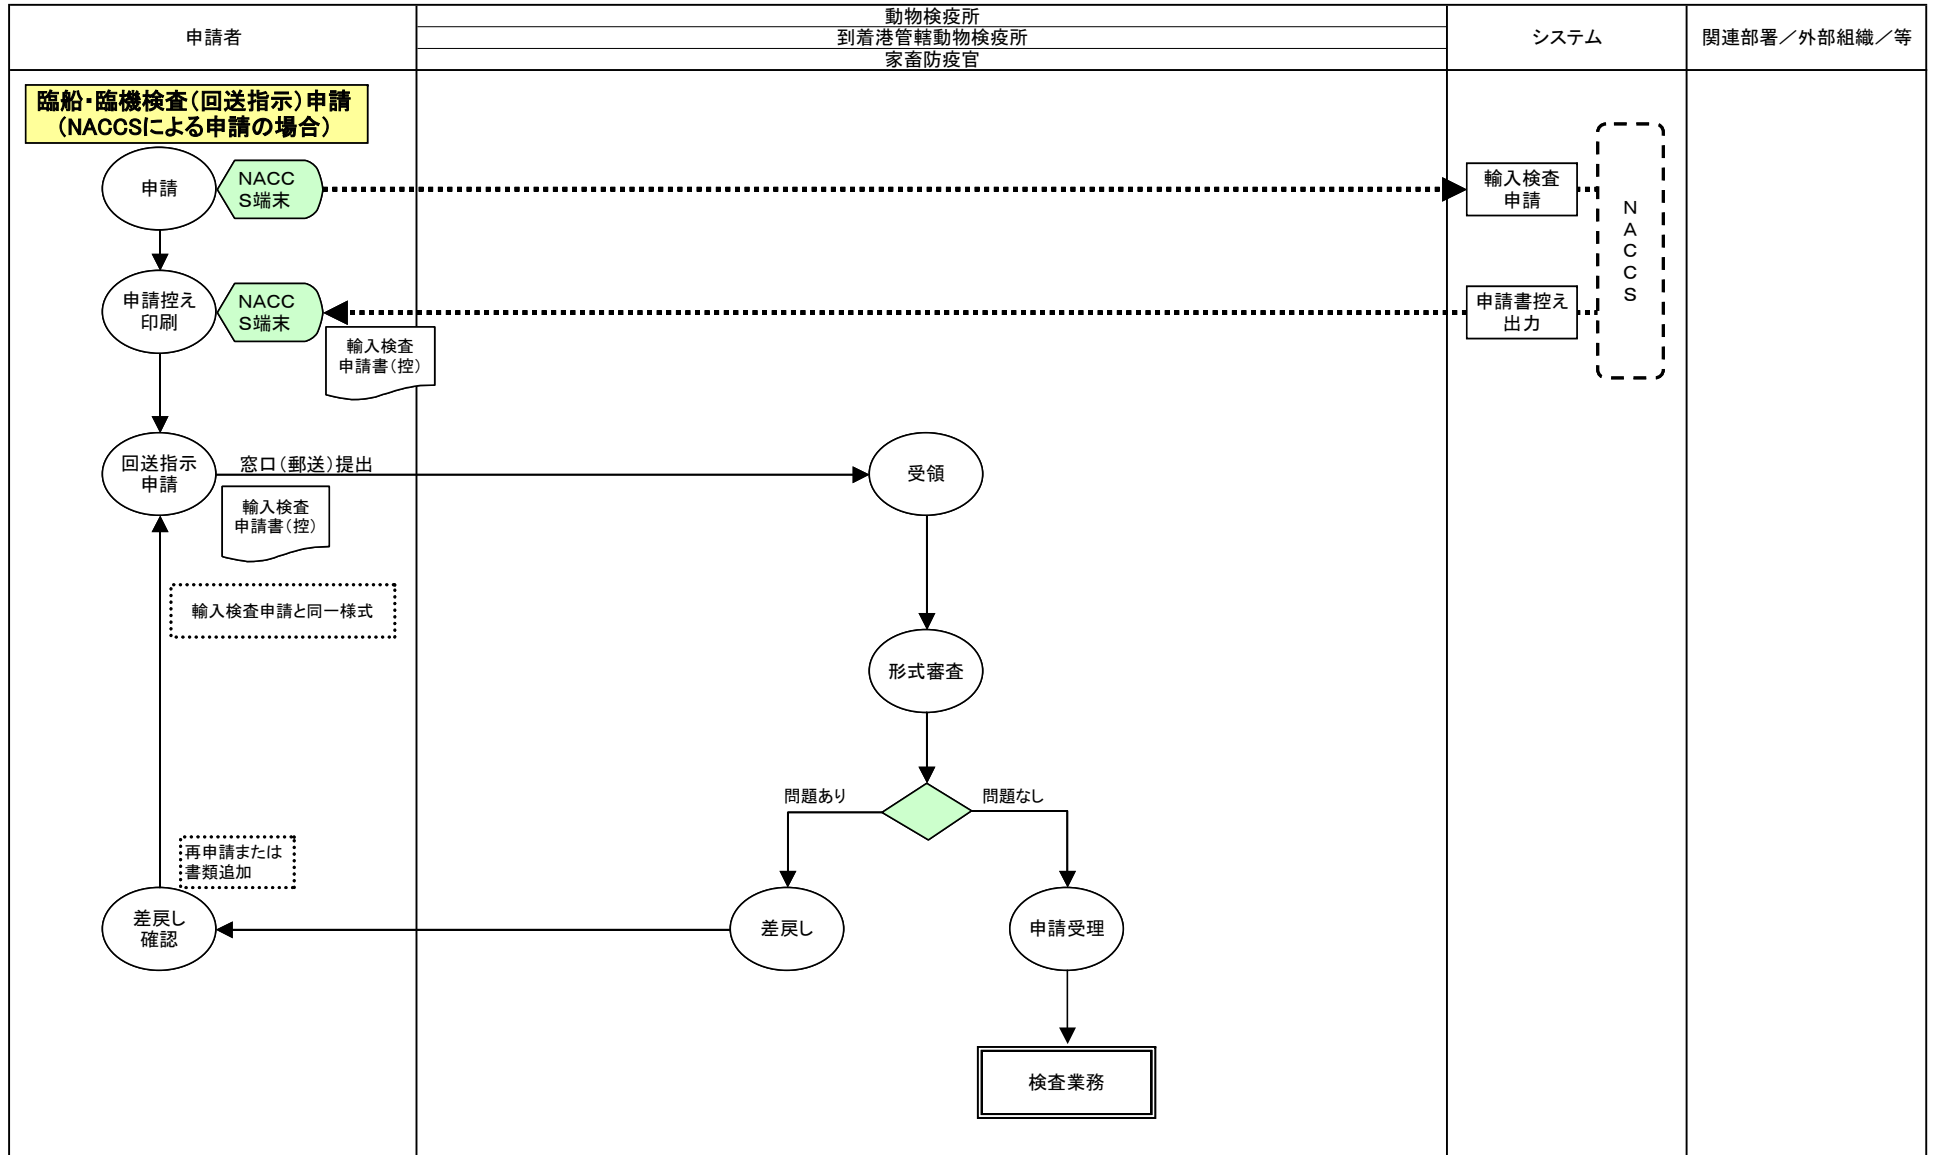 申請者
動物検疫所
到着港管轄動物検疫所
家畜防疫官
システム
関連部署／外部組織／等
臨船・臨機検査（回送指示）申請
（NACCSによる申請の場合）
申請
NACC
S端末
輸入検査
申請
N
A
C
C
S
申請控え
印刷
NACC
S端末
申請書控え
出力
輸入検査
申請書（控）
回送指示
申請
窓口（郵送）提出
受領
輸入検査
申請書（控）
輸入検査申請と同一様式
形式審査
問題あり
問題なし
再申請または
書類追加
差戻し
確認
差戻し
申請受理
検査業務